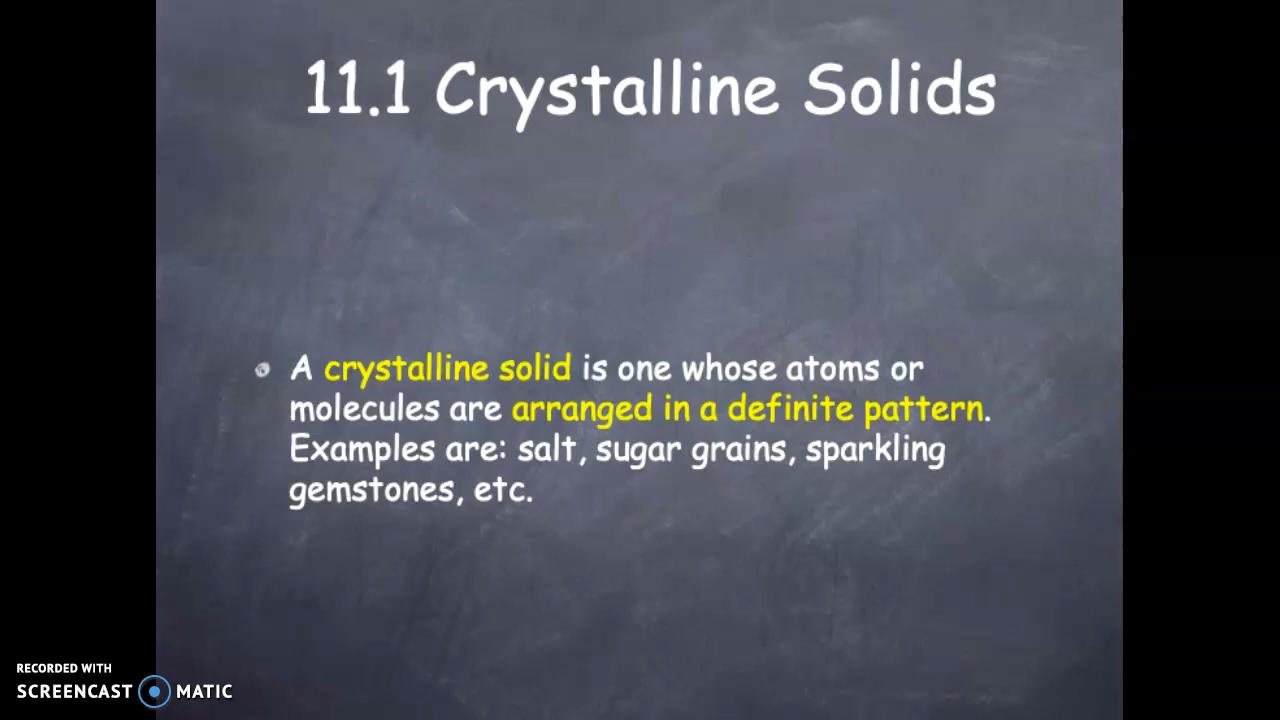 11.1 Crystalline Solids
A crystalline solid is one whose atoms or
molecules are arranged in a definite pattern.
Examples are: salt, sugar grains, sparkling
gemstones, etc.
RECORDED WITH
SCREENCAST MATIC